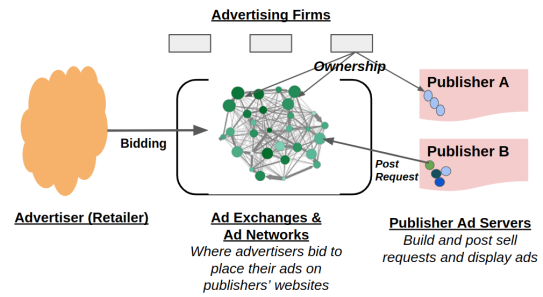 Advertising Firms
Ownership
Publisher A
Bidding
Publisher B
Post
Request
Advertiser (Retailer)
Ad Exchanges &
Ad Networks
Where advertisers bid to
place their ads on
publishers’ websites
Publisher Ad Servers
Build and post sell
requests and display ads